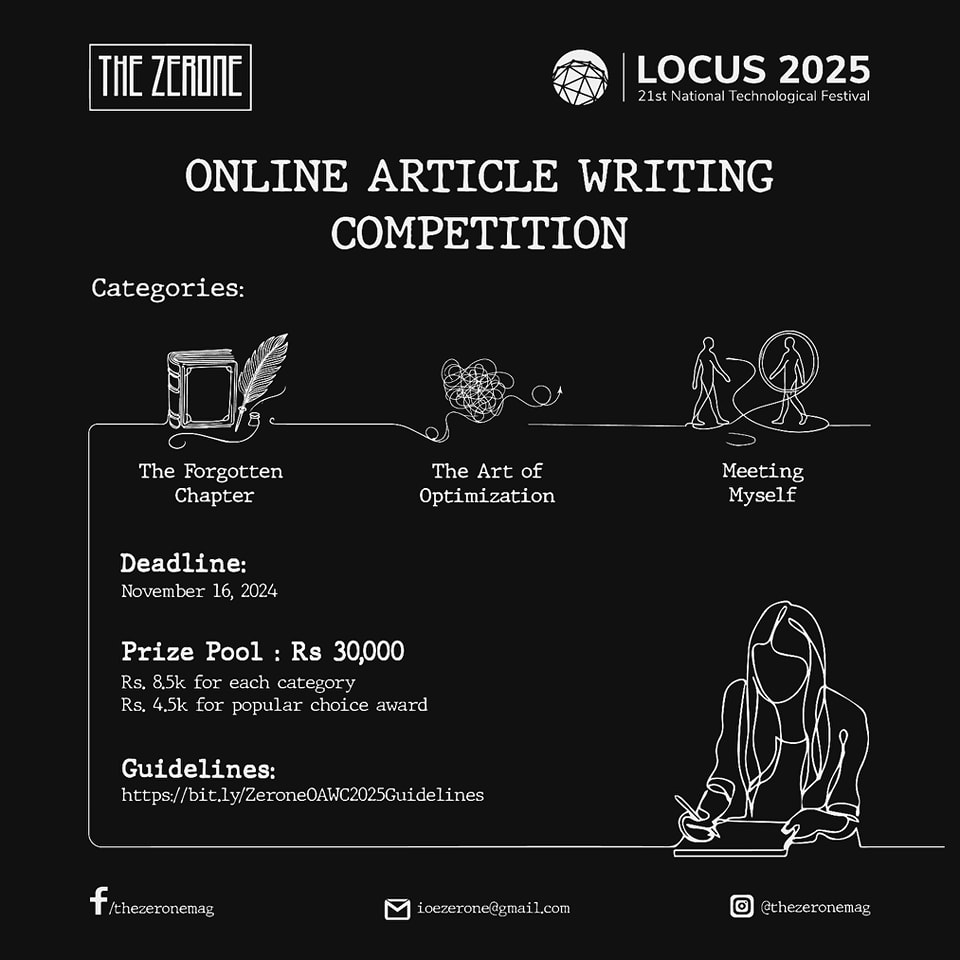 THE ZERONE
LOCUS 2025
21st National Technological Festival
ONLINE ARTICLE WRITING
COMPETITION
Categories:
The Forgotten
Chapter
The Art of
Optimization
Meeting
Myself
Deadline:
November 16, 2024
Prize Pool : Rs 30,000
Rs. 8.5k for each category
Rs. 4.5k for popular choice award
Guidelines:
https://bit.ly/ZeroneOAWC2025Guidelines
/thezeronemag
ioezerone@gmail.com
@thezeronemag